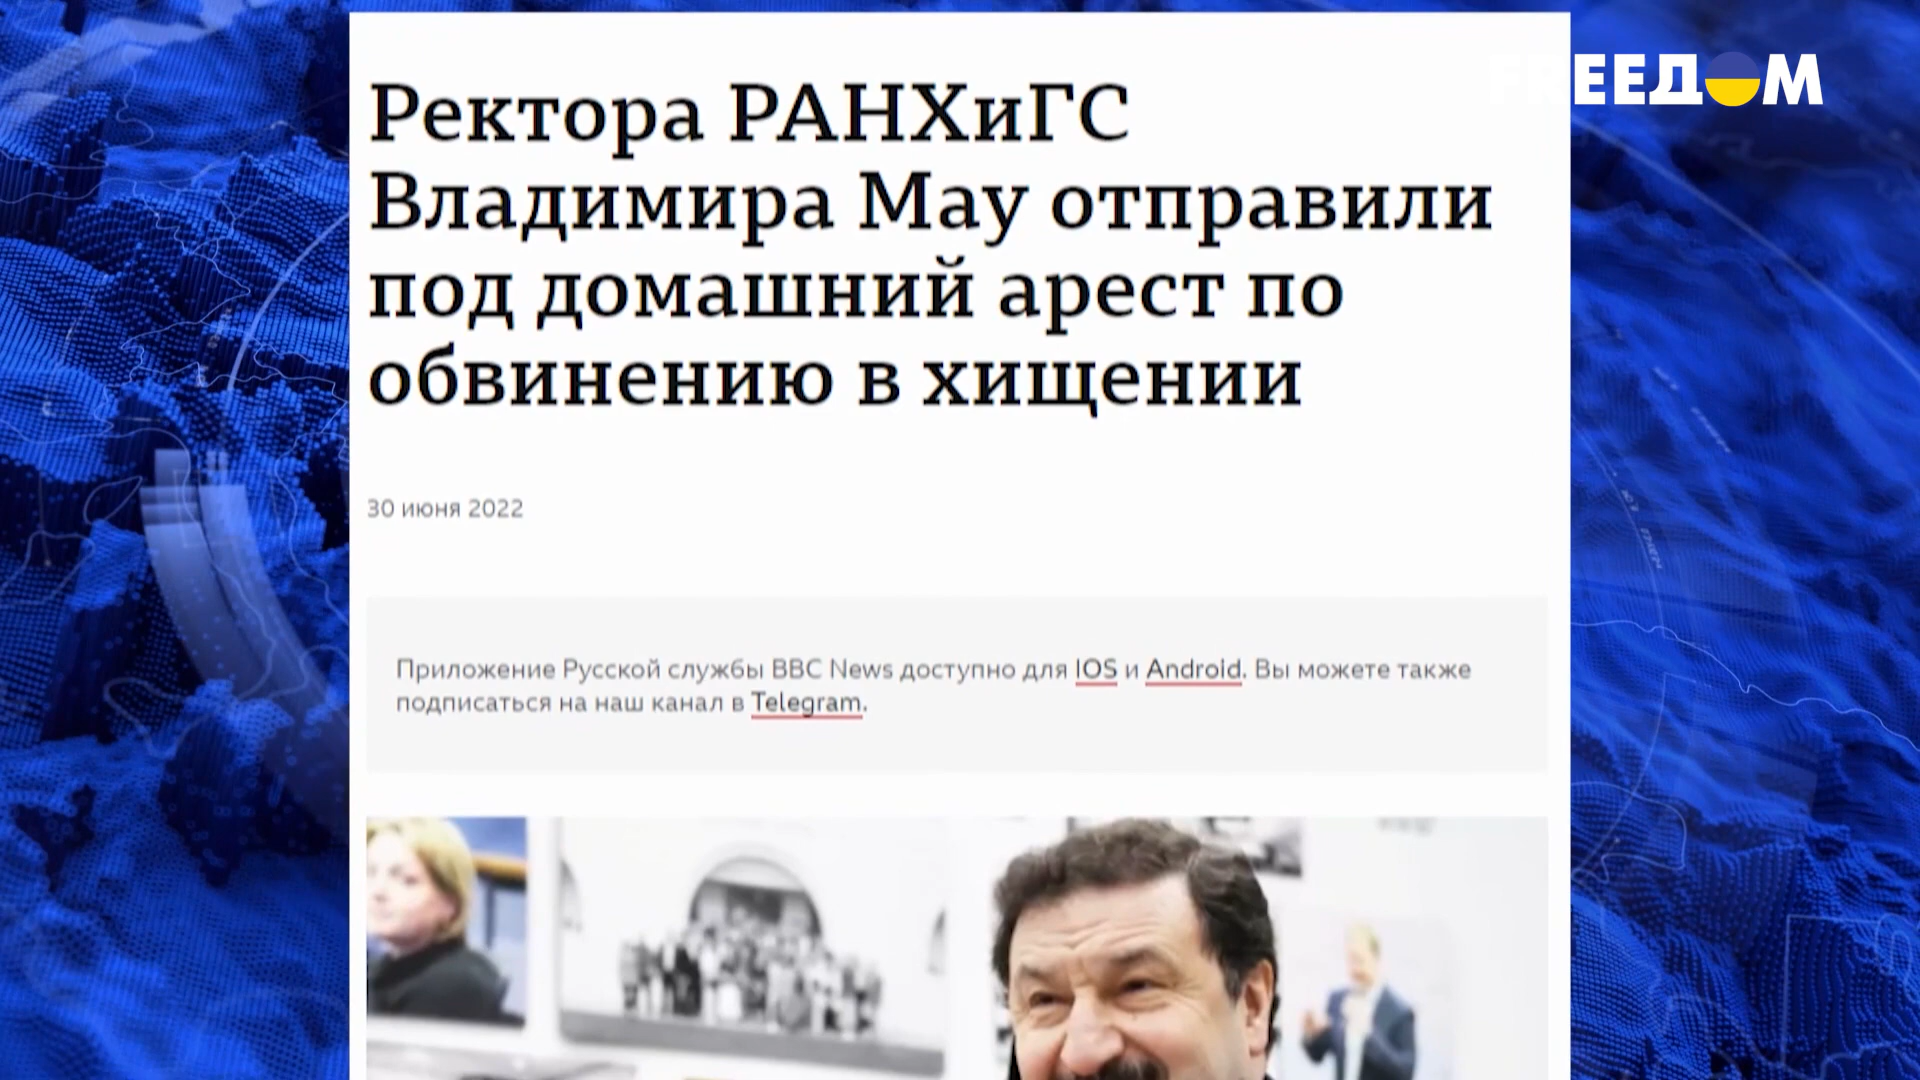 FREEДOM
Ректора РАНХиГС
Владимира Мау отправили
под домашний арест по
обвинению в хищении
30 июня 2022
Приложение Русской службы BBC News доступно для IOS и Android. Вы можете также
подписаться на наш канал в Telegram.